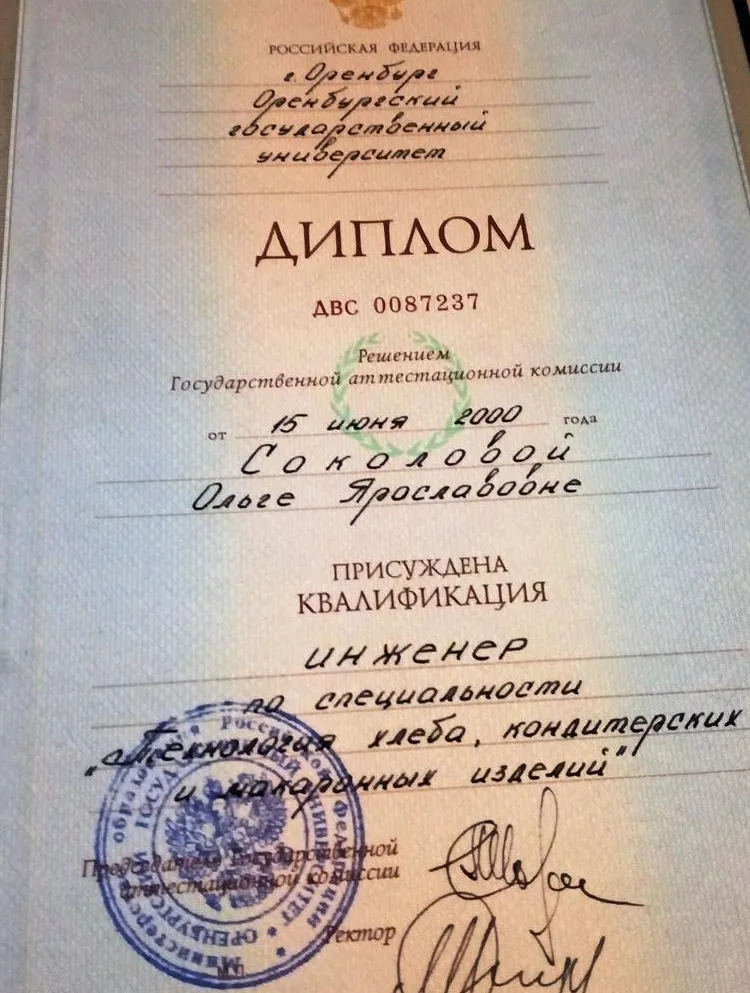 РОССИЙСКАЯ ФЕДЕРАЦИЯ
г. Оренбург
Оренбургский
государственный
университет
ДИПЛОМ
ДВС 0087237
Решением
Государственной аттестационной комиссии
от 15 июня 2000 года
Соколовой
Ольге Ярославовне
ПРИСУЖДЕНА
КВАЛИФИКАЦИЯ
инженер
по специальности
„Технология хлеба, кондитерских
и макаронных изделий"
Председатель Государственной
аттестационной комиссии
Ректор
М.П.